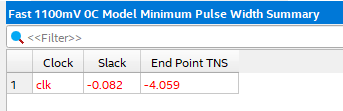 Fast 1100mV 0C Model Minimum Pulse Width Summary
<<Filter>>
Clock Slack End Point TNS
1 clk -0.082 -4.059